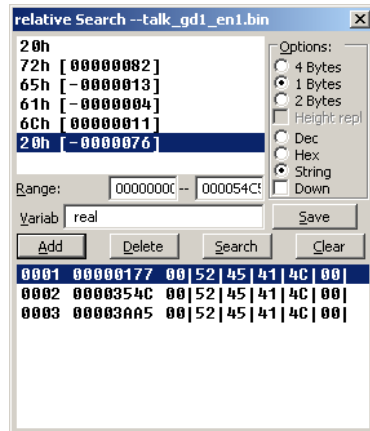 relative Search --talk_gd1_en1.bin
20h
72h [00000082]
65h [-0000013]
61h [-0000004]
6Ch [00000011]
20h [-0000076]
Options:
4 Bytes
1 Bytes
2 Bytes
Height repl
Dec
Hex
String
Down
Range: 0000000C -- 000054C5
Variab real Save
Add Delete Search Clear
0001 00000177 00|52|45|41|4C|00|
0002 0000354C 00|52|45|41|4C|00|
0003 00003AA5 00|52|45|41|4C|00|